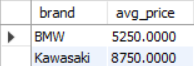 brand avg_price
BMW 5250.0000
Kawasaki 8750.0000